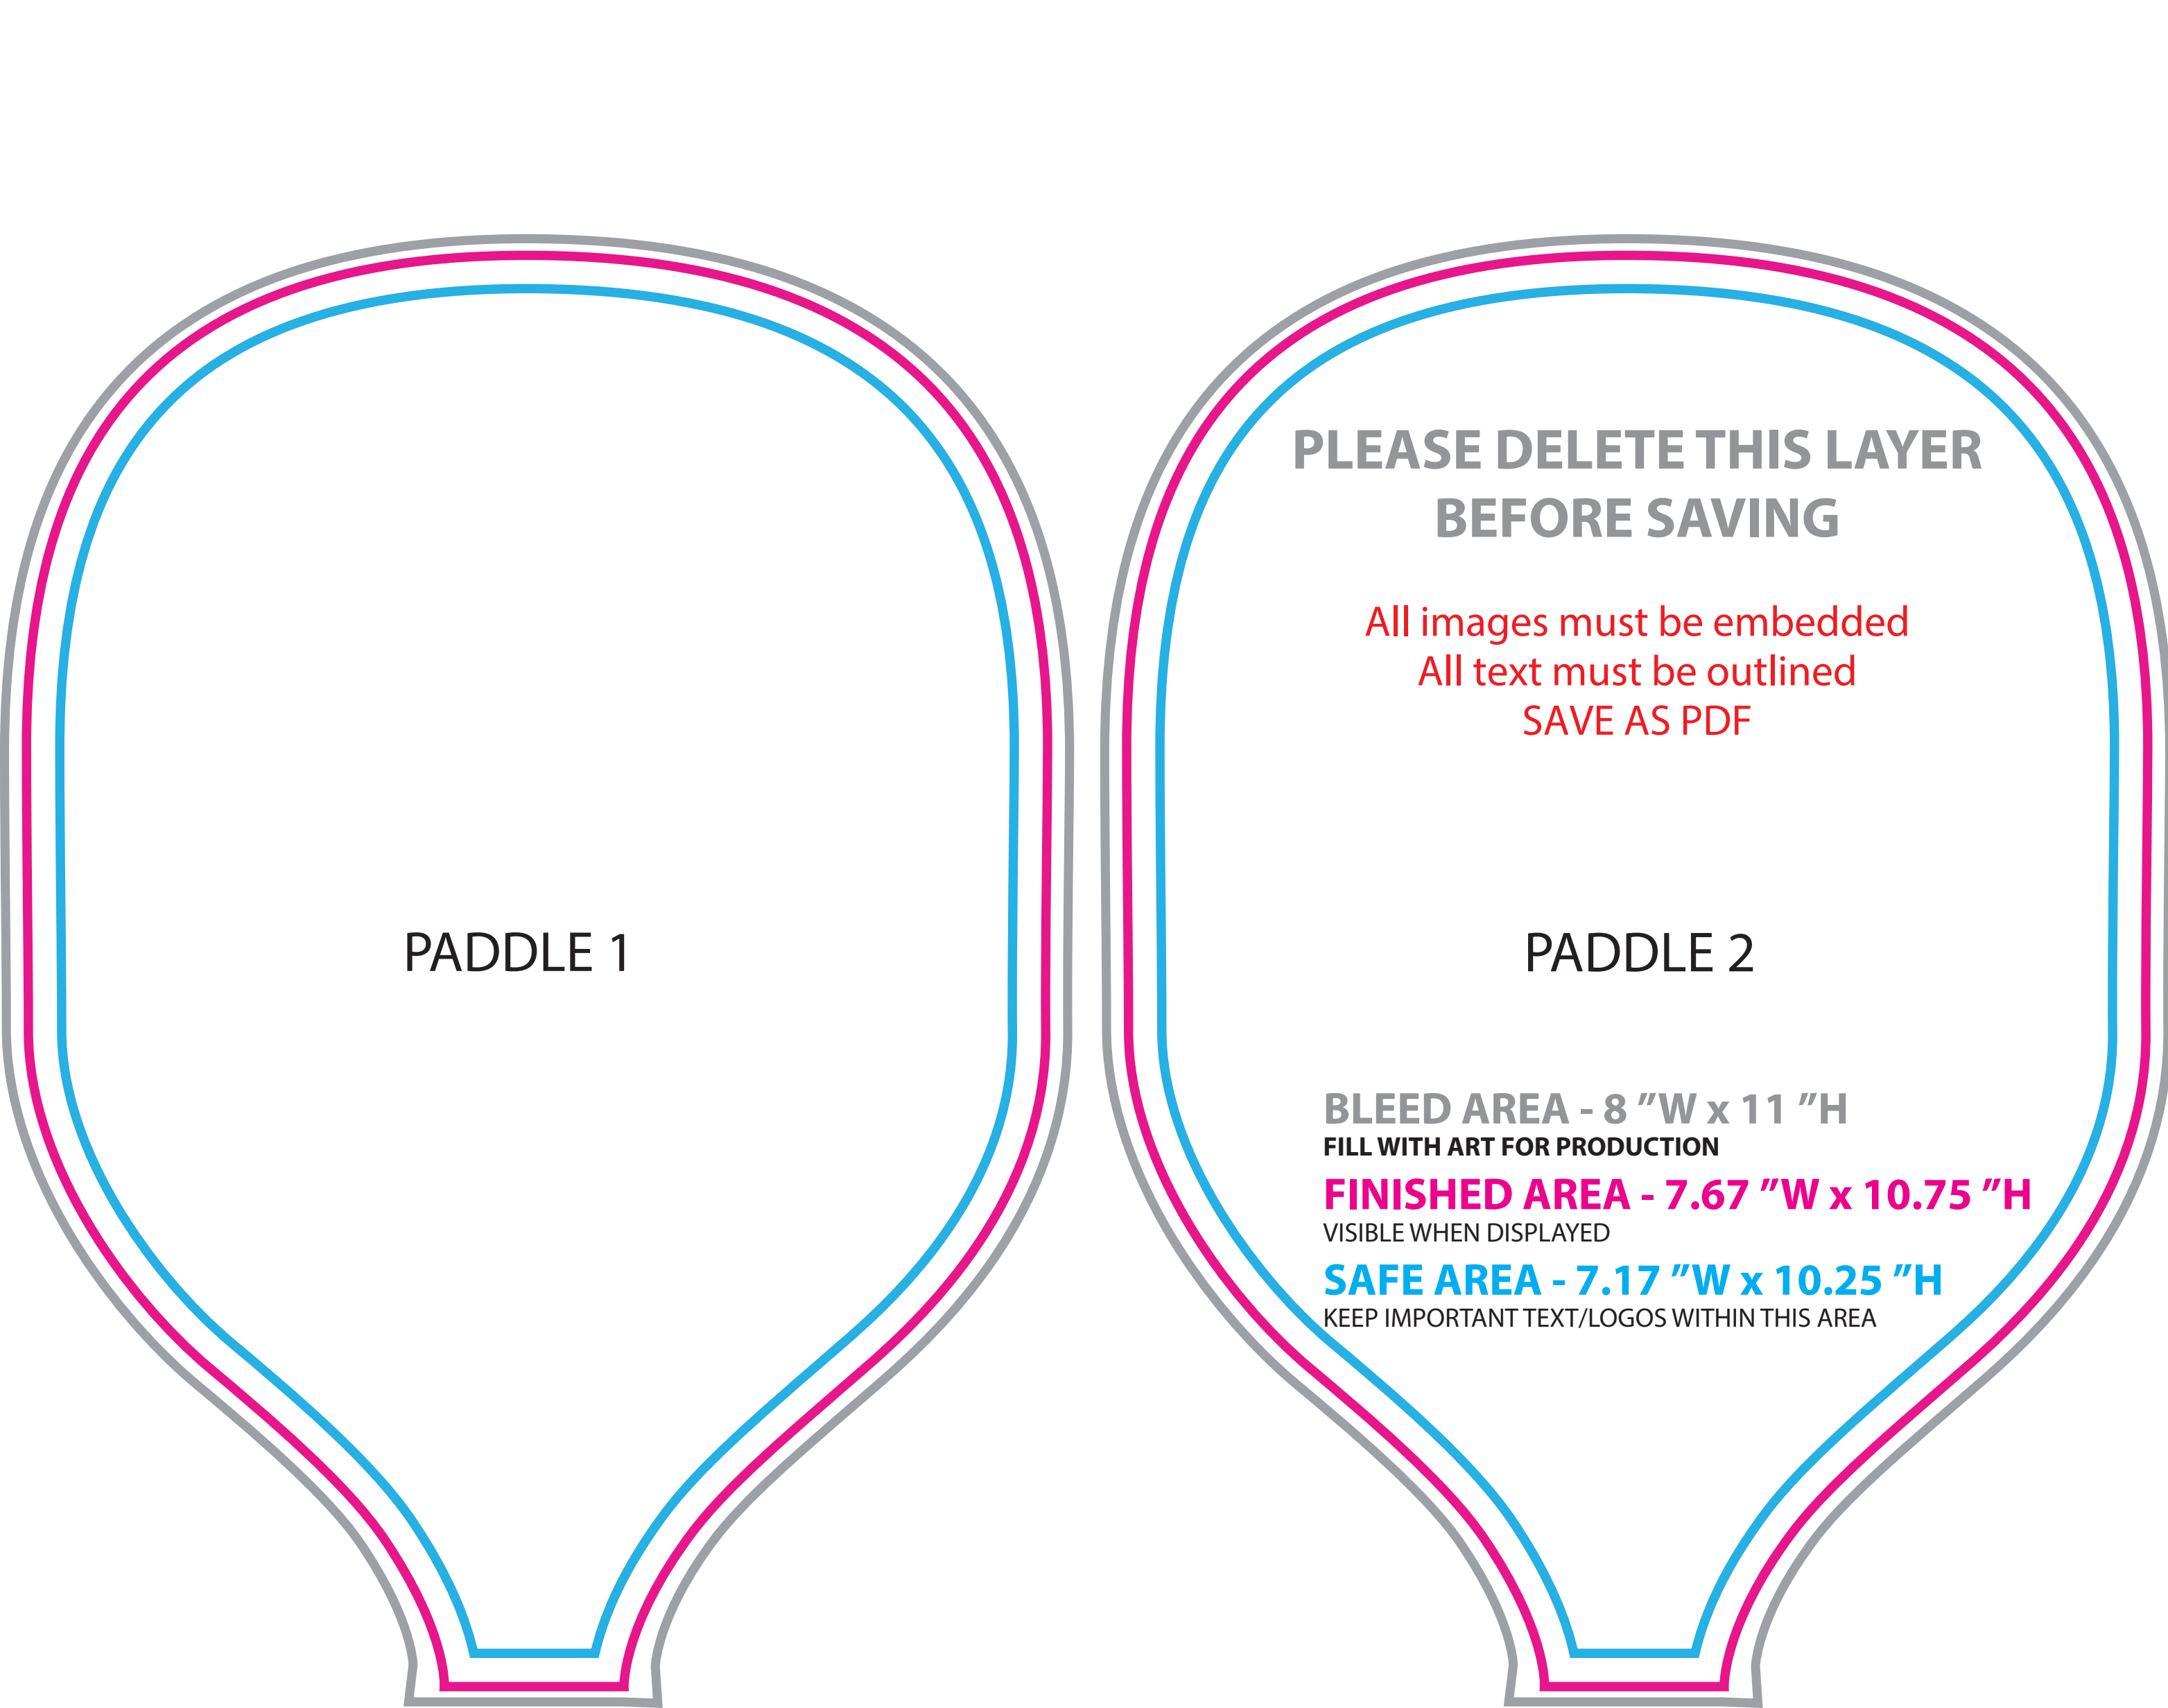 PLEASE DELETE THIS LAYER
BEFORE SAVING
All images must be embedded
All text must be outlined
SAVE AS PDF
PADDLE 1
PADDLE 2
BLEED AREA - 8 "W x 11 "H
FILL WITH ART FOR PRODUCTION
FINISHED AREA - 7.67 "W x 10.75 "H
VISIBLE WHEN DISPLAYED
SAFE AREA - 7.17 "W x 10.25 "H
KEEP IMPORTANT TEXT/LOGOS WITHIN THIS AREA